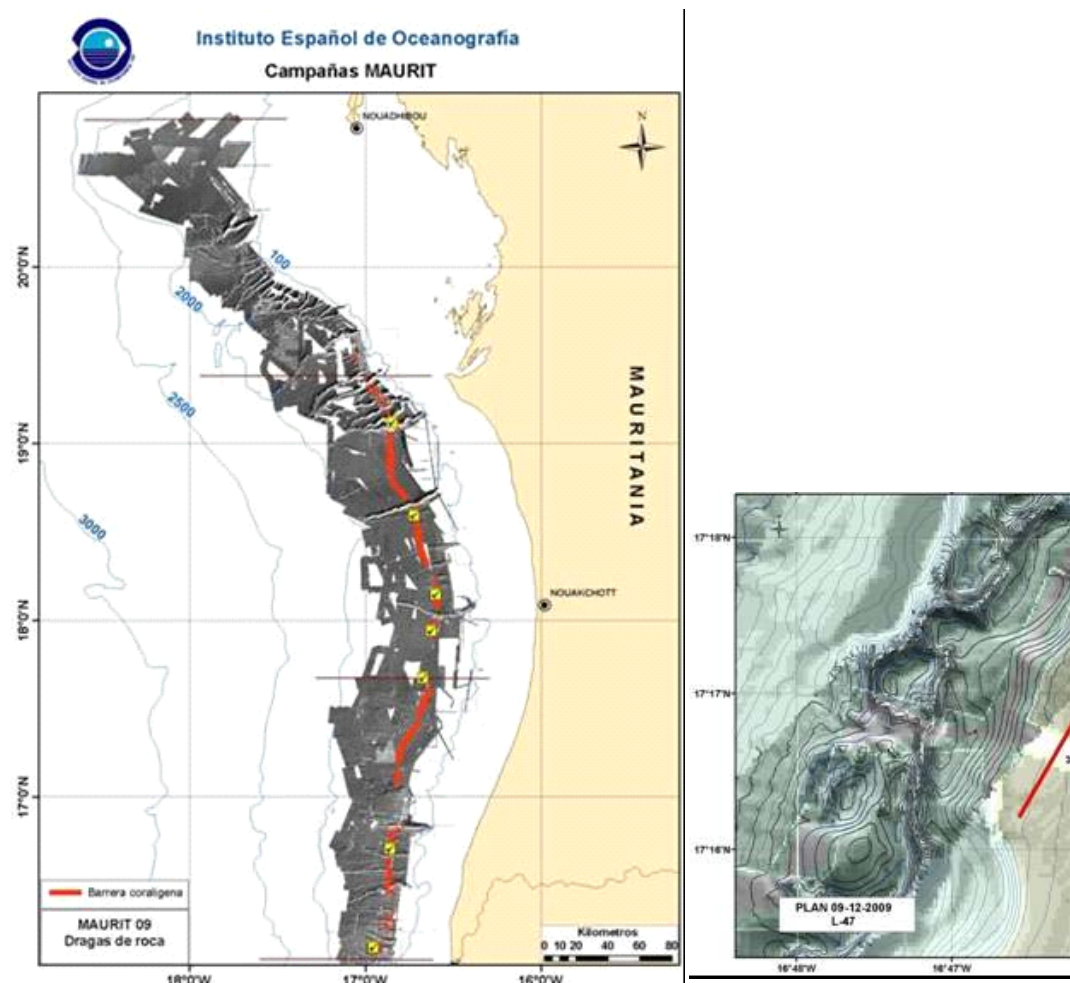 Instituto Español de Oceanografía
Campañas MAURIT
NOUADHIBOU
N
20°0'N
100
2000
2500
19°0'N
MAURITANIA
3000
NOUAKCHOTT
18°0'N
17°0'N
Barrera coralígena
MAURIT 09
Dragas de roca
Kilometros
0 10 20 40 60 80
18°0'W
17°0'W
16°0'W
17°18'N
17°17'N
17°16'N
PLAN 09-12-2009
L-47
16°48'W
16°47'W